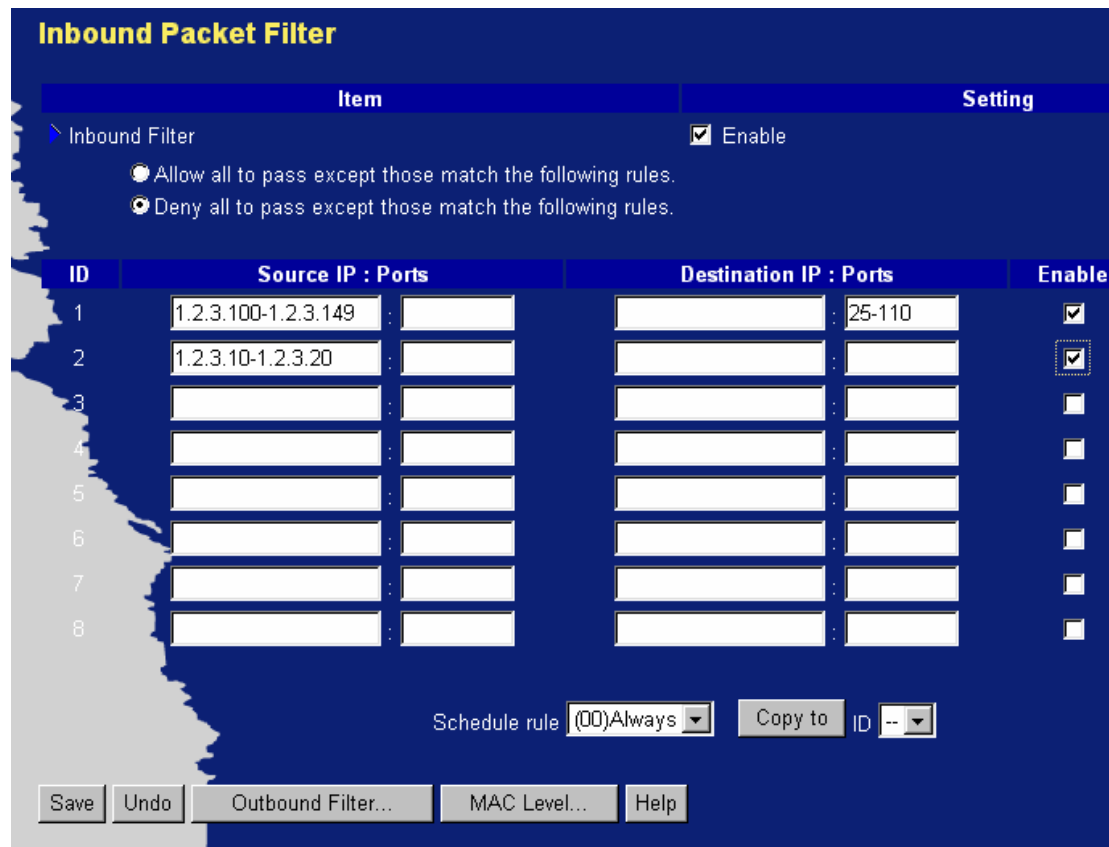 Inbound Packet Filter
Item Setting
Inbound Filter Enable
Allow all to pass except those match the following rules.
Deny all to pass except those match the following rules.
ID Source IP : Ports Destination IP : Ports Enable
1 1.2.3.100-1.2.3.149 : : 25-110
2 1.2.3.10-1.2.3.20 : :
3 : :
4 : :
5 : :
6 : :
7 : :
8 : :
Schedule rule (00)Always Copy to ID --
Save Undo Outbound Filter... MAC Level... Help